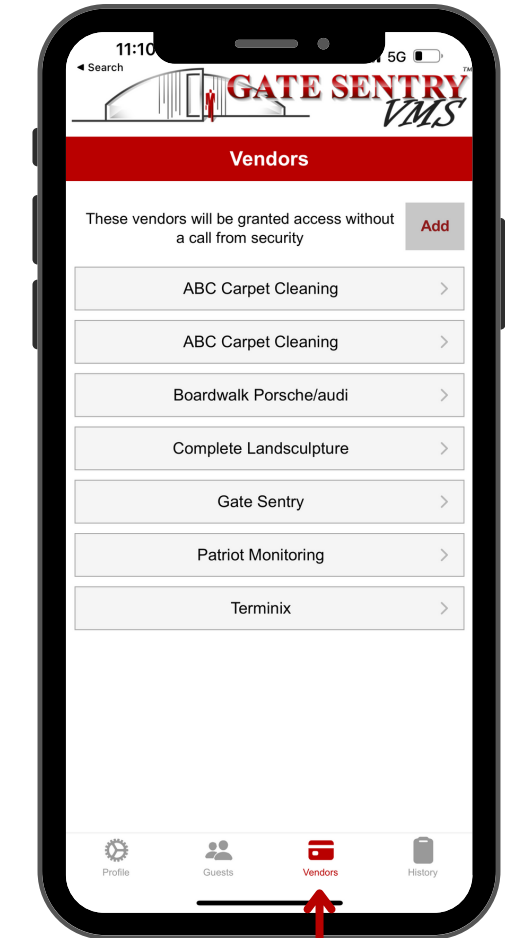 11:10
5G
◄ Search
GATE SENTRY™
VMS
Vendors
These vendors will be granted access without
a call from security
Add
ABC Carpet Cleaning
ABC Carpet Cleaning
Boardwalk Porsche/audi
Complete Landsculpture
Gate Sentry
Patriot Monitoring
Terminix
Profile
Guests
Vendors
History